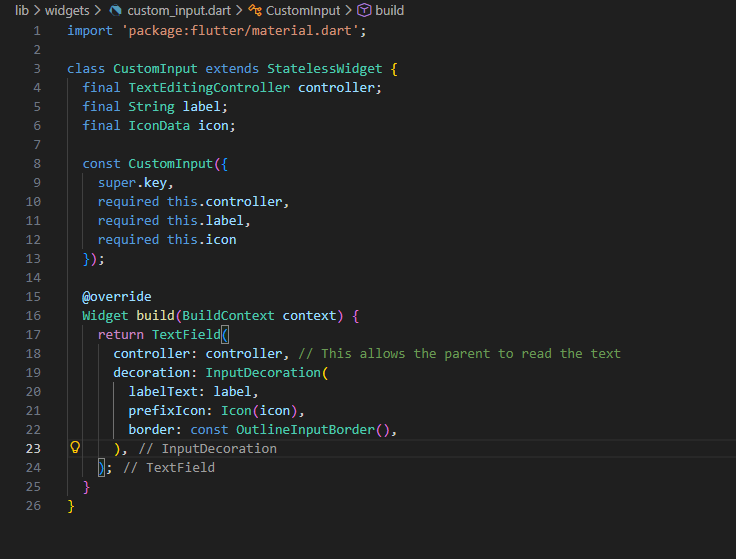 lib > widgets > custom_input.dart > CustomInput > build
1 import 'package:flutter/material.dart';
2
3 class CustomInput extends StatelessWidget {
4   final TextEditingController controller;
5   final String label;
6   final IconData icon;
7
8   const CustomInput({
9     super.key,
10     required this.controller,
11     required this.label,
12     required this.icon
13   });
14
15   @override
16   Widget build(BuildContext context) {
17     return TextField(
18       controller: controller, // This allows the parent to read the text
19       decoration: InputDecoration(
20         labelText: label,
21         prefixIcon: Icon(icon),
22         border: const OutlineInputBorder(),
23       ), // InputDecoration
24     ); // TextField
25   }
26 }